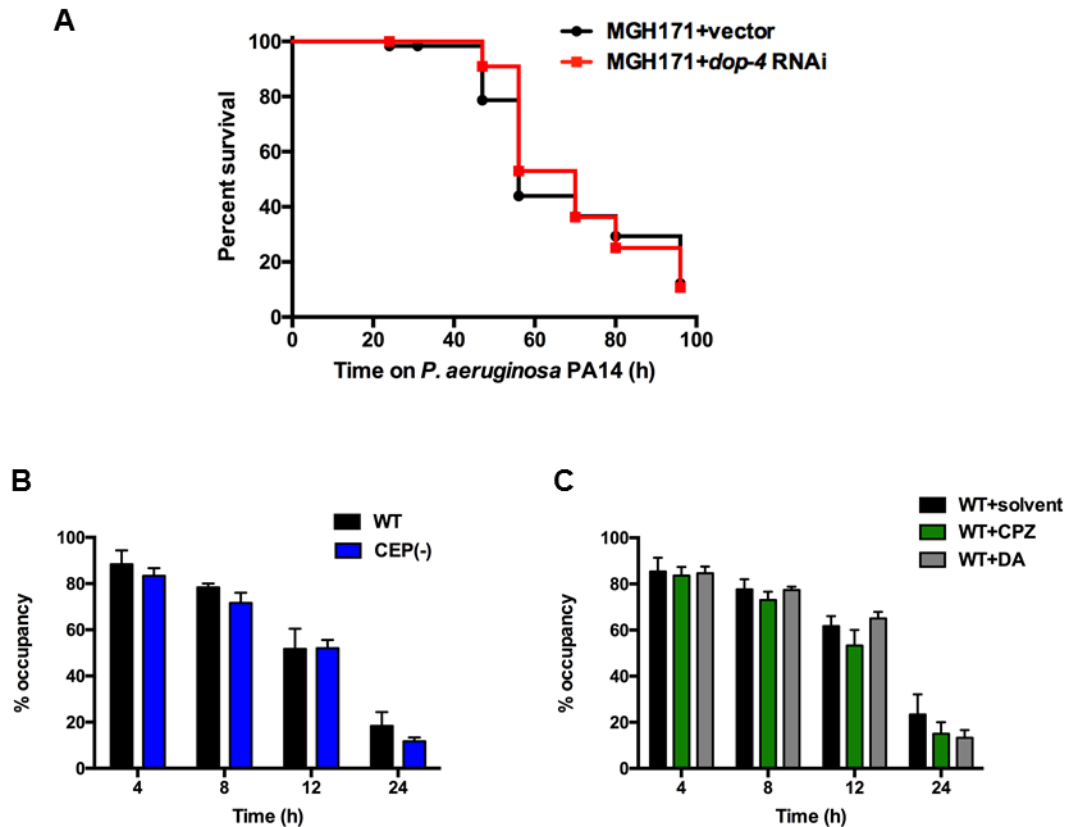 A
MGH171+vector
MGH171+dop-4 RNAi
Percent survival
100
80
60
40
20
0
0 20 40 60 80 100
Time on P. aeruginosa PA14 (h)
B
WT
CEP(-)
% occupancy
100
80
60
40
20
0
4 8 12 24
Time (h)
C
WT+solvent
WT+CPZ
WT+DA
% occupancy
100
80
60
40
20
0
4 8 12 24
Time (h)